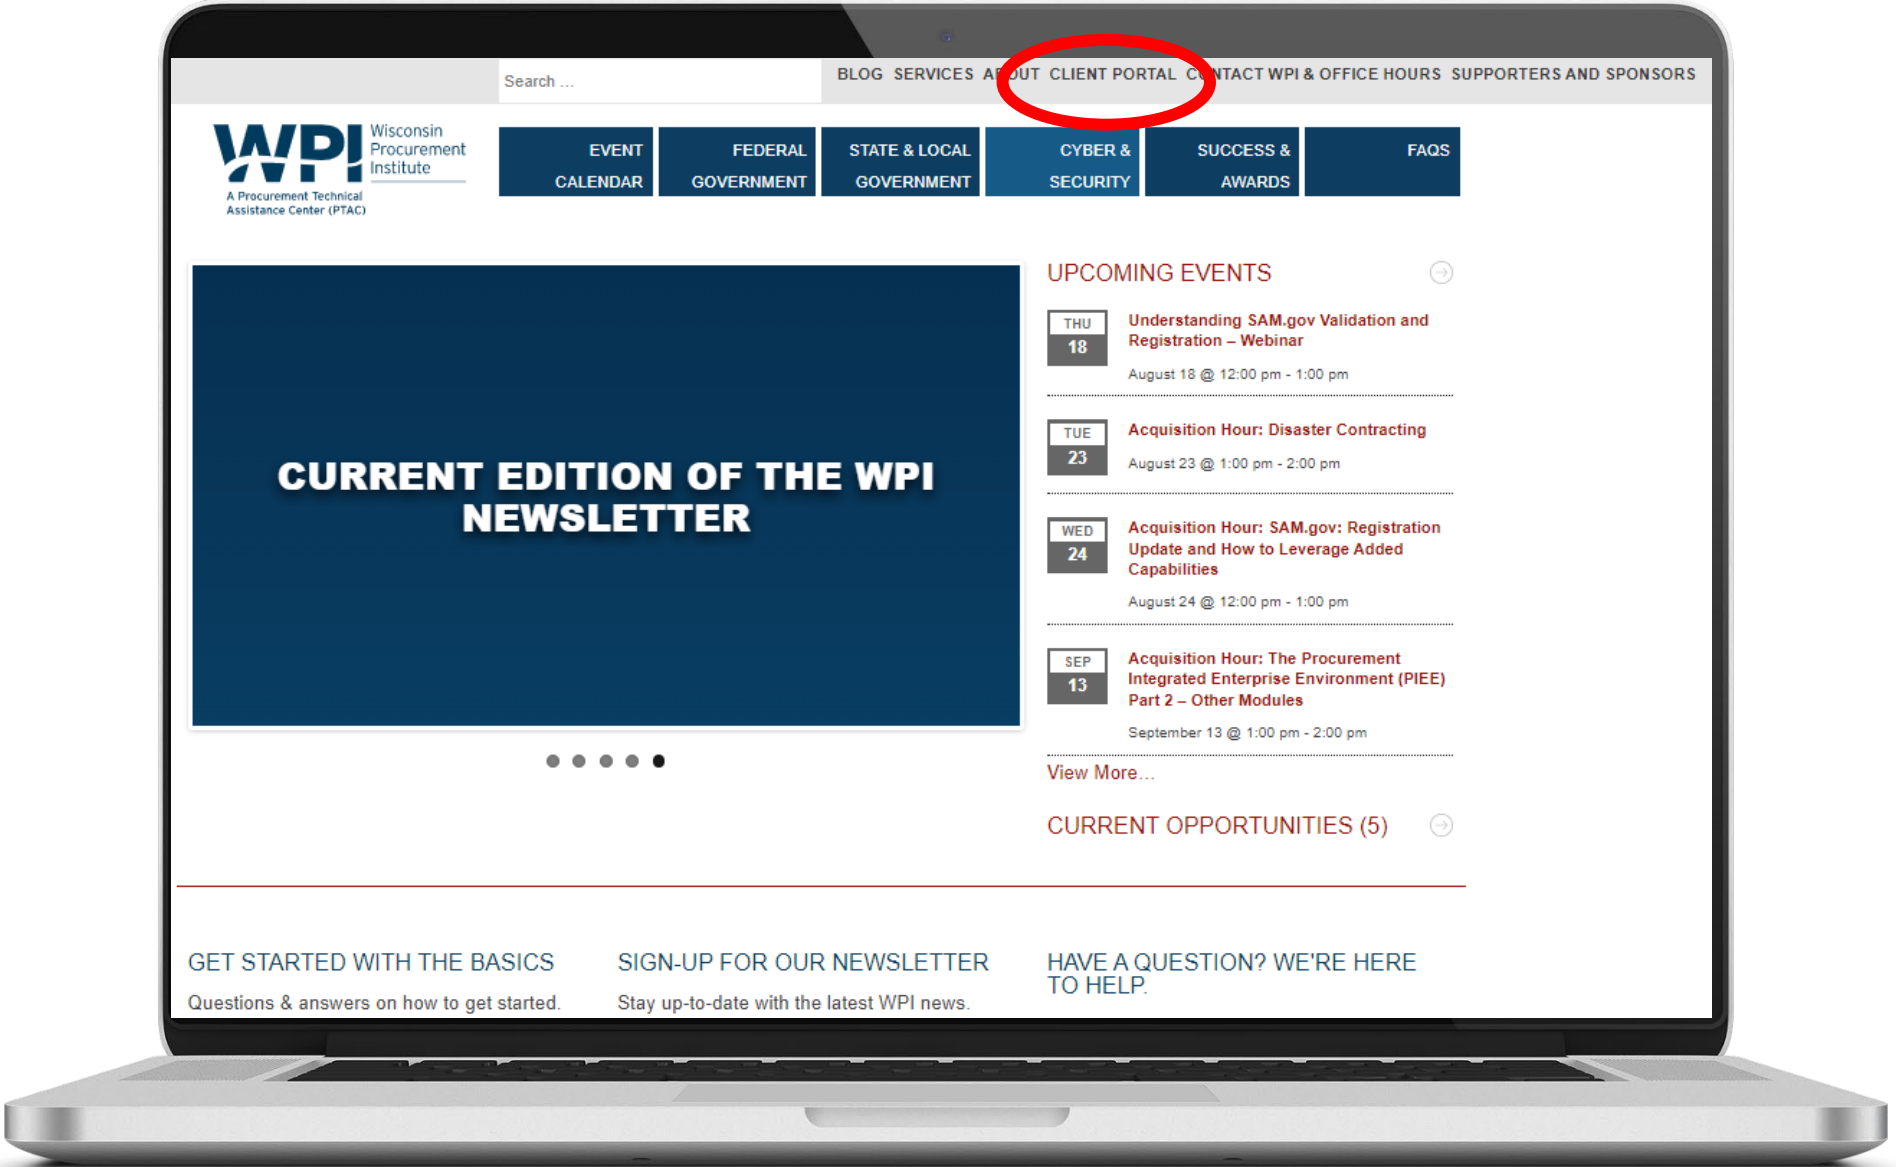 Search ...
BLOG SERVICES ABOUT CLIENT PORTAL CONTACT WPI & OFFICE HOURS SUPPORTERS AND SPONSORS
WPI
Wisconsin
Procurement
Institute
A Procurement Technical
Assistance Center (PTAC)
EVENT
CALENDAR
FEDERAL
GOVERNMENT
STATE & LOCAL
GOVERNMENT
CYBER &
SECURITY
SUCCESS &
AWARDS
FAQS
CURRENT EDITION OF THE WPI
NEWSLETTER
UPCOMING EVENTS
THU
18
Understanding SAM.gov Validation and
Registration – Webinar
August 18 @ 12:00 pm - 1:00 pm
TUE
23
Acquisition Hour: Disaster Contracting
August 23 @ 1:00 pm - 2:00 pm
WED
24
Acquisition Hour: SAM.gov: Registration
Update and How to Leverage Added
Capabilities
August 24 @ 12:00 pm - 1:00 pm
SEP
13
Acquisition Hour: The Procurement
Integrated Enterprise Environment (PIEE)
Part 2 – Other Modules
September 13 @ 1:00 pm - 2:00 pm
View More...
CURRENT OPPORTUNITIES (5)
GET STARTED WITH THE BASICS
Questions & answers on how to get started.
SIGN-UP FOR OUR NEWSLETTER
Stay up-to-date with the latest WPI news.
HAVE A QUESTION? WE'RE HERE
TO HELP.